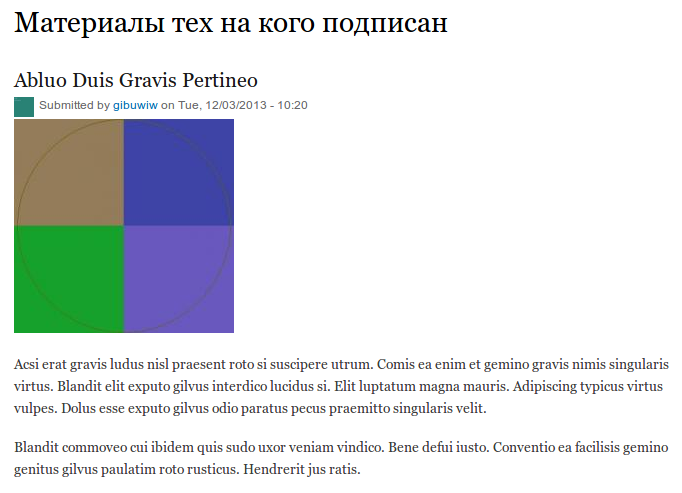 Материалы тех на кого подписан
Abluo Duis Gravis Pertineo
Submitted by gibuwiw on Tue, 12/03/2013 - 10:20
Acsi erat gravis ludus nisl praesent roto si suscipere utrum. Comis ea enim et gemino gravis nimis singularis
virtus. Blandit elit exputo gilvus interdico lucidus si. Elit luptatum magna mauris. Adipiscing typicus virtus
vulpes. Dolus esse exputo gilvus odio paratus pecus praemitto singularis velit.
Blandit commoveo cui ibidem quis sudo uxor veniam vindico. Bene defui iusto. Conventio ea facilisis gemino
genitus gilvus paulatim roto rusticus. Hendrerit jus ratis.